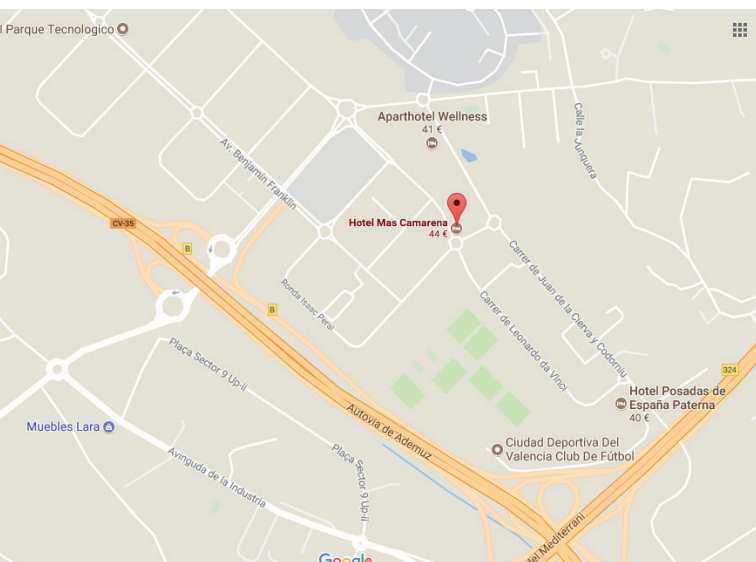 l Parque Tecnologico
Aparthotel Wellness
41 €
Calle la Junquera
Av. Benjamín Franklin
Hotel Mas Camarena
44 €
CV-35
B
Carrer de Juan de la Cierva y Codorniu
Ronda Isaac Peral
B
Carrer de Leonardo da Vinci
Plaça Sector 9 Up-ii
324
Hotel Posadas de
España Paterna
40 €
Autovia de Ademuz
Muebles Lara
Ciudad Deportiva Del
Valencia Club De Fútbol
Plaça Sector 9 Up-ii
Avinguda de la Industria
el Mediterrani
Google